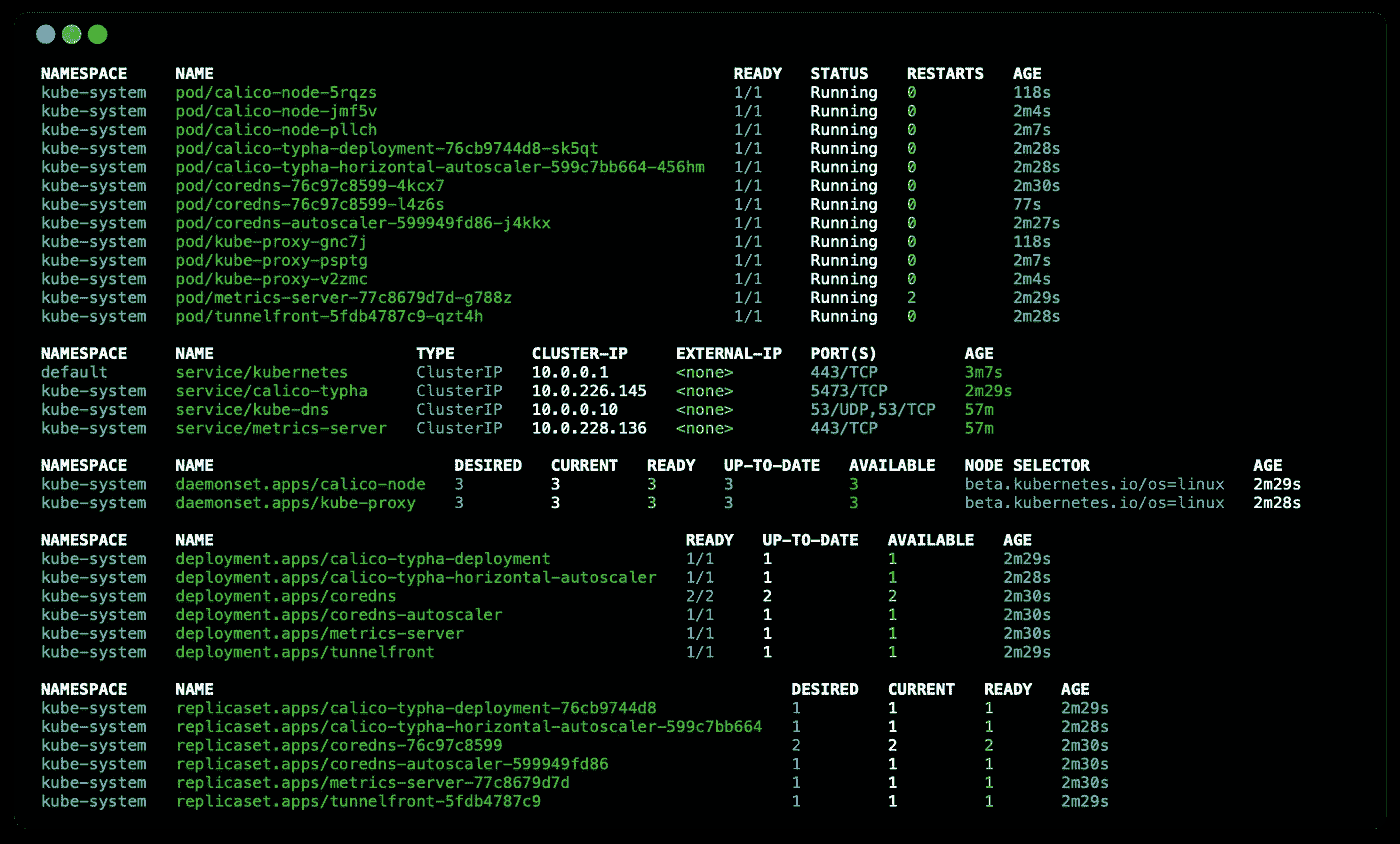 NAMESPACE NAME READY STATUS RESTARTS AGE
kube-system pod/calico-node-5rqzs 1/1 Running 0 118s
kube-system pod/calico-node-jmf5v 1/1 Running 0 2m4s
kube-system pod/calico-node-pllch 1/1 Running 0 2m7s
kube-system pod/calico-typha-deployment-76cb9744d8-sk5qt 1/1 Running 0 2m28s
kube-system pod/calico-typha-horizontal-autoscaler-599c7bb664-456hm 1/1 Running 0 2m28s
kube-system pod/coredns-76c97c8599-4kcx7 1/1 Running 0 2m30s
kube-system pod/coredns-76c97c8599-l4z6s 1/1 Running 0 77s
kube-system pod/coredns-autoscaler-599949fd86-j4kkx 1/1 Running 0 2m27s
kube-system pod/kube-proxy-gnc7j 1/1 Running 0 118s
kube-system pod/kube-proxy-psptg 1/1 Running 0 2m7s
kube-system pod/kube-proxy-v2zmc 1/1 Running 0 2m4s
kube-system pod/metrics-server-77c8679d7d-g788z 1/1 Running 2 2m29s
kube-system pod/tunnelfront-5fdb4787c9-qzt4h 1/1 Running 0 2m28s
NAMESPACE NAME TYPE CLUSTER-IP EXTERNAL-IP PORT(S) AGE
default service/kubernetes ClusterIP 10.0.0.1 <none> 443/TCP 3m7s
kube-system service/calico-typha ClusterIP 10.0.226.145 <none> 5473/TCP 2m29s
kube-system service/kube-dns ClusterIP 10.0.0.10 <none> 53/UDP,53/TCP 57m
kube-system service/metrics-server ClusterIP 10.0.228.136 <none> 443/TCP 57m
NAMESPACE NAME DESIRED CURRENT READY UP-TO-DATE AVAILABLE NODE SELECTOR AGE
kube-system daemonset.apps/calico-node 3 3 3 3 3 beta.kubernetes.io/os=linux 2m29s
kube-system daemonset.apps/kube-proxy 3 3 3 3 3 beta.kubernetes.io/os=linux 2m28s
NAMESPACE NAME READY UP-TO-DATE AVAILABLE AGE
kube-system deployment.apps/calico-typha-deployment 1/1 1 1 2m29s
kube-system deployment.apps/calico-typha-horizontal-autoscaler 1/1 1 1 2m28s
kube-system deployment.apps/coredns 2/2 2 2 2m30s
kube-system deployment.apps/coredns-autoscaler 1/1 1 1 2m30s
kube-system deployment.apps/metrics-server 1/1 1 1 2m30s
kube-system deployment.apps/tunnelfront 1/1 1 1 2m29s
NAMESPACE NAME DESIRED CURRENT READY AGE
kube-system replicaset.apps/calico-typha-deployment-76cb9744d8 1 1 1 2m29s
kube-system replicaset.apps/calico-typha-horizontal-autoscaler-599c7bb664 1 1 1 2m28s
kube-system replicaset.apps/coredns-76c97c8599 2 2 2 2m30s
kube-system replicaset.apps/coredns-autoscaler-599949fd86 1 1 1 2m30s
kube-system replicaset.apps/metrics-server-77c8679d7d 1 1 1 2m30s
kube-system replicaset.apps/tunnelfront-5fdb4787c9 1 1 1 2m29s